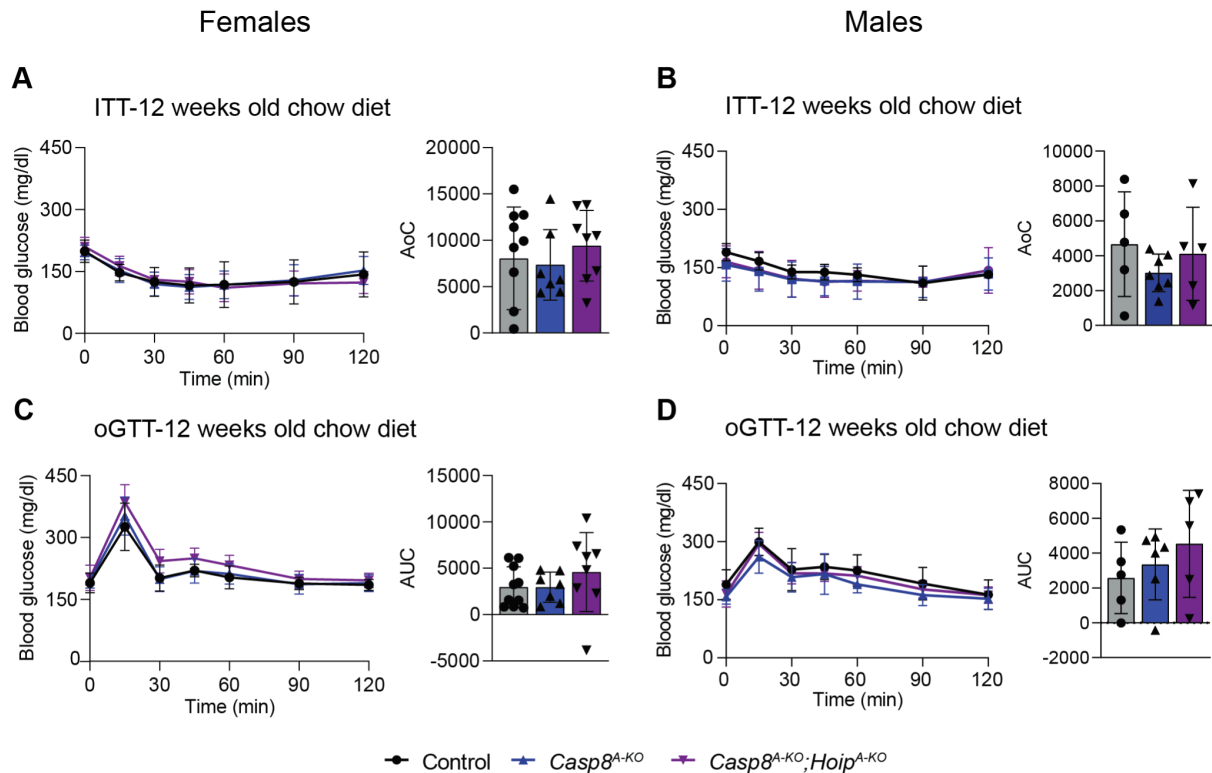 Females
Males
A
ITT-12 weeks old chow diet
Blood glucose (mg/dl)
450
300
150
0
0 30 60 90 120
Time (min)
AoC
20000
15000
10000
5000
0
B
ITT-12 weeks old chow diet
Blood glucose (mg/dl)
450
300
150
0
0 30 60 90 120
Time (min)
AoC
10000
8000
6000
4000
2000
0
C
oGTT-12 weeks old chow diet
Blood glucose (mg/dl)
450
300
150
0
0 30 60 90 120
Time (min)
AUC
15000
10000
5000
0
-5000
D
oGTT-12 weeks old chow diet
Blood glucose (mg/dl)
450
300
150
0
0 30 60 90 120
Time (min)
AUC
8000
6000
4000
2000
0
-2000
Control Casp8A-KO Casp8A-KO;HoipA-KO